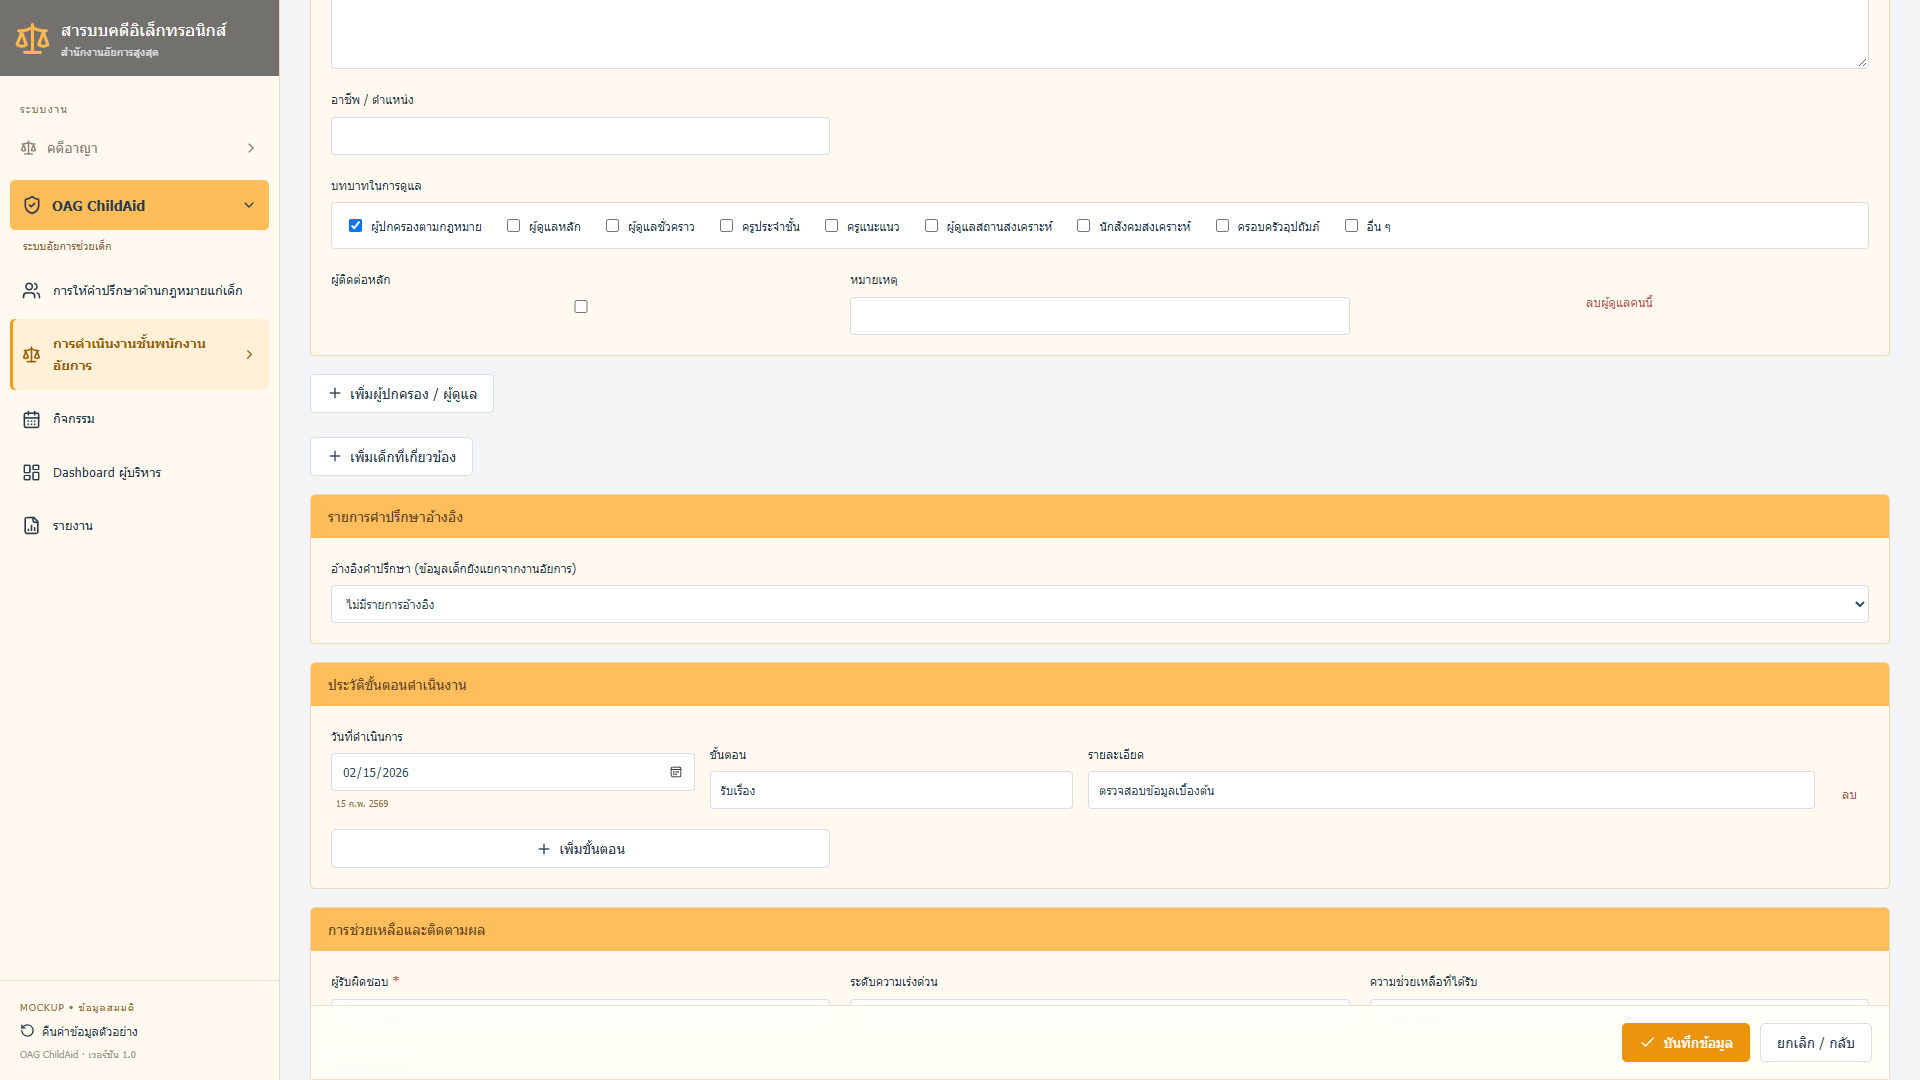 สารบบคดีอิเล็กทรอนิกส์
สำนักงานอัยการสูงสุด
ระบบงาน
คดีอาญา
OAG ChildAid
ระบบอัยการช่วยเด็ก
การให้คำปรึกษาด้านกฎหมายแก่เด็ก
การดำเนินงานชั้นพนักงาน
อัยการ
กิจกรรม
Dashboard ผู้บริหาร
รายงาน
MOCKUP • ข้อมูลสมมติ
คืนค่าข้อมูลตัวอย่าง
OAG ChildAid · เวอร์ชัน 1.0
อาชีพ / ตำแหน่ง
บทบาทในการดูแล
ผู้ปกครองตามกฎหมาย ผู้ดูแลหลัก ผู้ดูแลชั่วคราว ครูประจำชั้น ครูแนะแนว ผู้ดูแลสถานสงเคราะห์ นักสังคมสงเคราะห์ ครอบครัวอุปถัมภ์ อื่น ๆ
ผู้ติดต่อหลัก หมายเหตุ
ลบผู้ดูแลคนนี้
+ เพิ่มผู้ปกครอง / ผู้ดูแล
+ เพิ่มเด็กที่เกี่ยวข้อง
รายการคำปรึกษาอ้างอิง
อ้างอิงคำปรึกษา (ข้อมูลเด็กยังแยกจากงานอัยการ)
ไม่มีรายการอ้างอิง
ประวัติขั้นตอนดำเนินงาน
วันที่ดำเนินการ ขั้นตอน รายละเอียด
02/15/2026 รับเรื่อง ตรวจสอบข้อมูลเบื้องต้น ลบ
15 ก.พ. 2569
+ เพิ่มขั้นตอน
การช่วยเหลือและติดตามผล
ผู้รับผิดชอบ * ระดับความเร่งด่วน ความช่วยเหลือที่ได้รับ
บันทึกข้อมูล ยกเลิก / กลับ